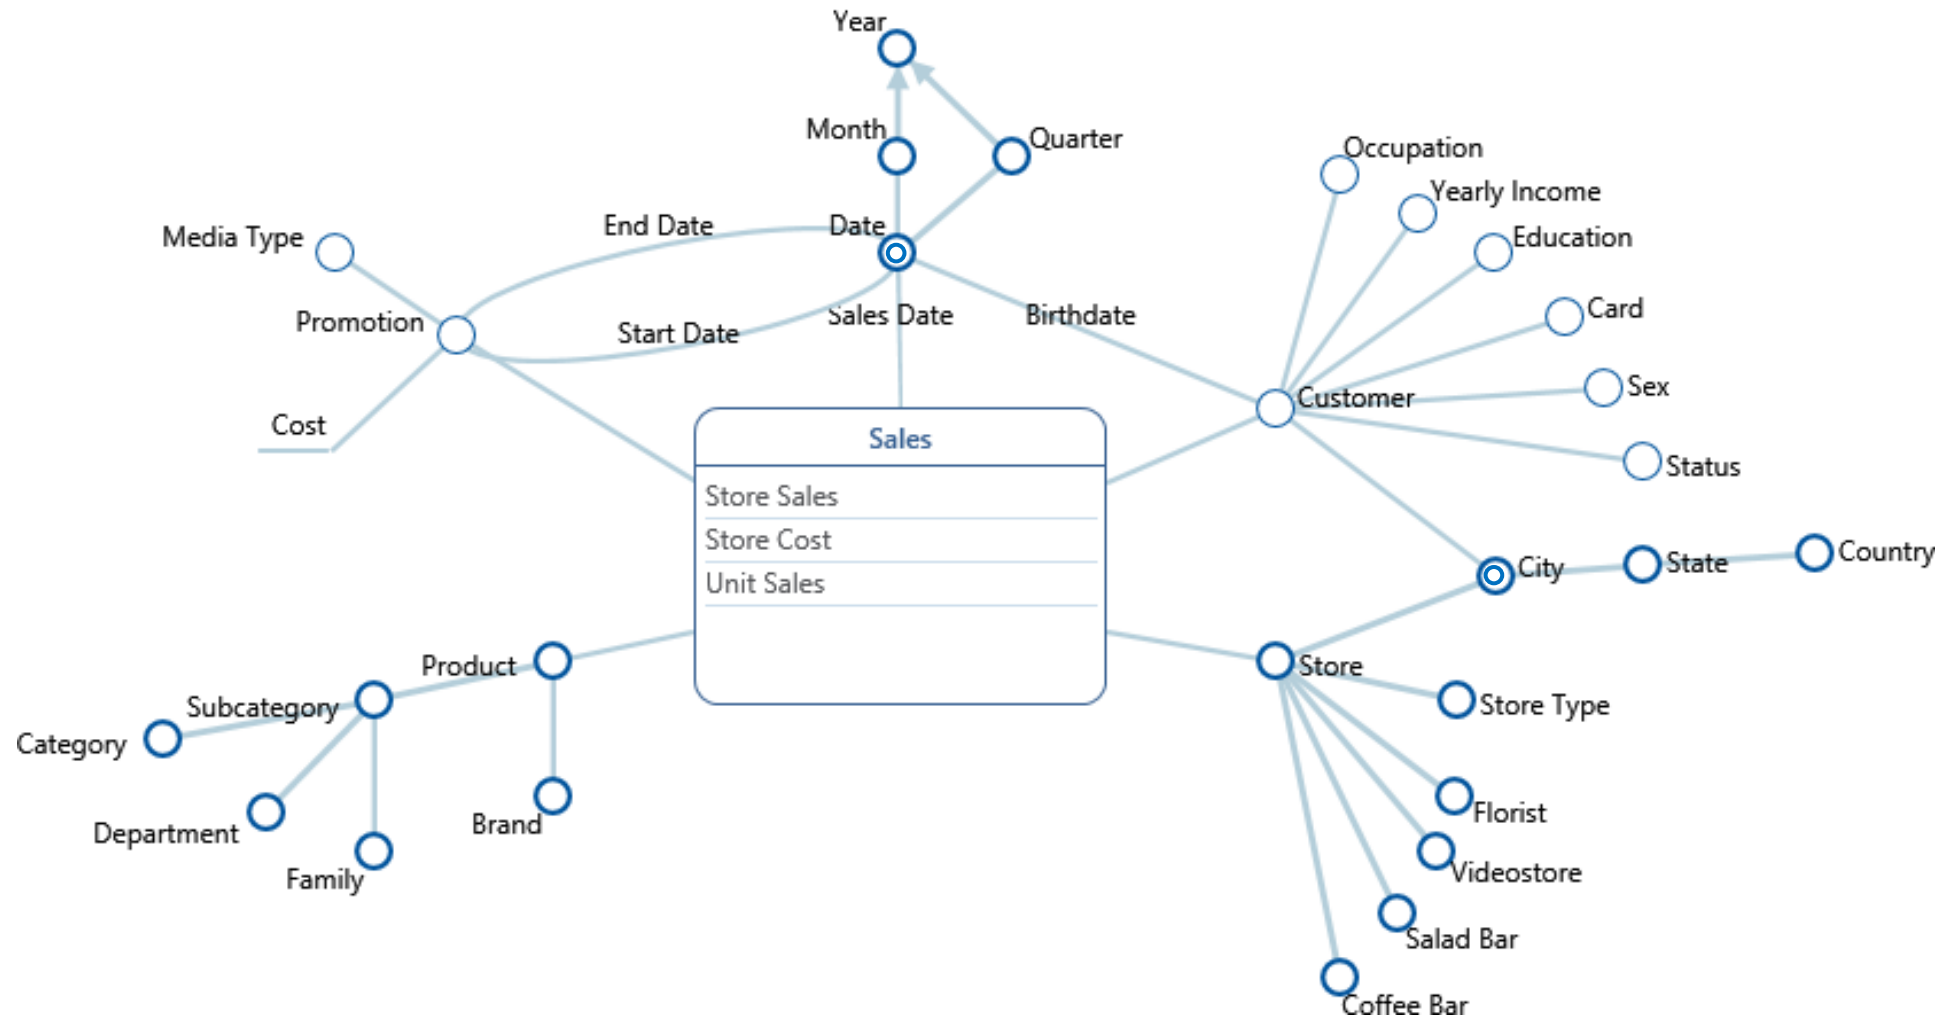 Year
Month
Quarter
Occupation
Yearly Income
Media Type
End Date
Date
Education
Promotion
Start Date
Sales Date
Birthdate
Card
Customer
Sex
Cost
Sales
Status
Store Sales
Store Cost
Unit Sales
City
State
Country
Product
Store
Subcategory
Store Type
Category
Department
Brand
Florist
Family
Videostore
Salad Bar
Coffee Bar